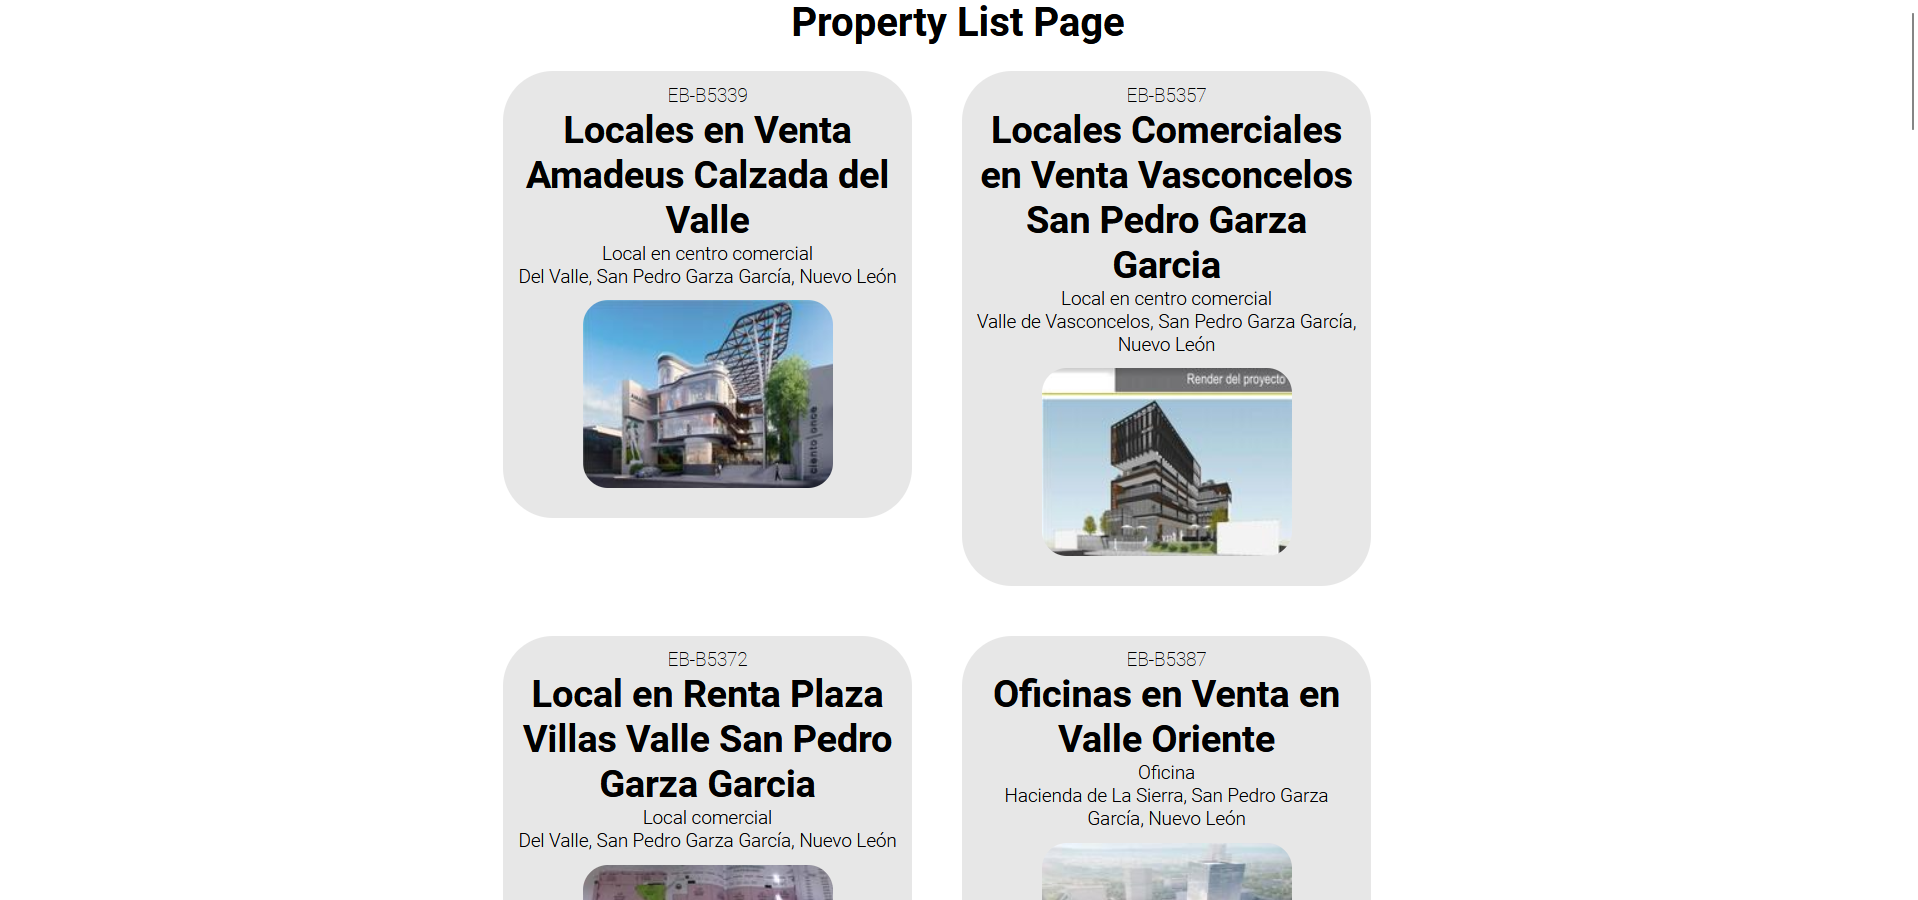 Property List Page
EB-B5339
Locales en Venta
Amadeus Calzada del
Valle
Local en centro comercial
Del Valle, San Pedro Garza García, Nuevo León
ciento|once
EB-B5357
Locales Comerciales
en Venta Vasconcelos
San Pedro Garza
Garcia
Local en centro comercial
Valle de Vasconcelos, San Pedro Garza García,
Nuevo León
Render del proyecto
EB-B5372
Local en Renta Plaza
Villas Valle San Pedro
Garza Garcia
Local comercial
Del Valle, San Pedro Garza García, Nuevo León
EB-B5387
Oficinas en Venta en
Valle Oriente
Oficina
Hacienda de La Sierra, San Pedro Garza
García, Nuevo León